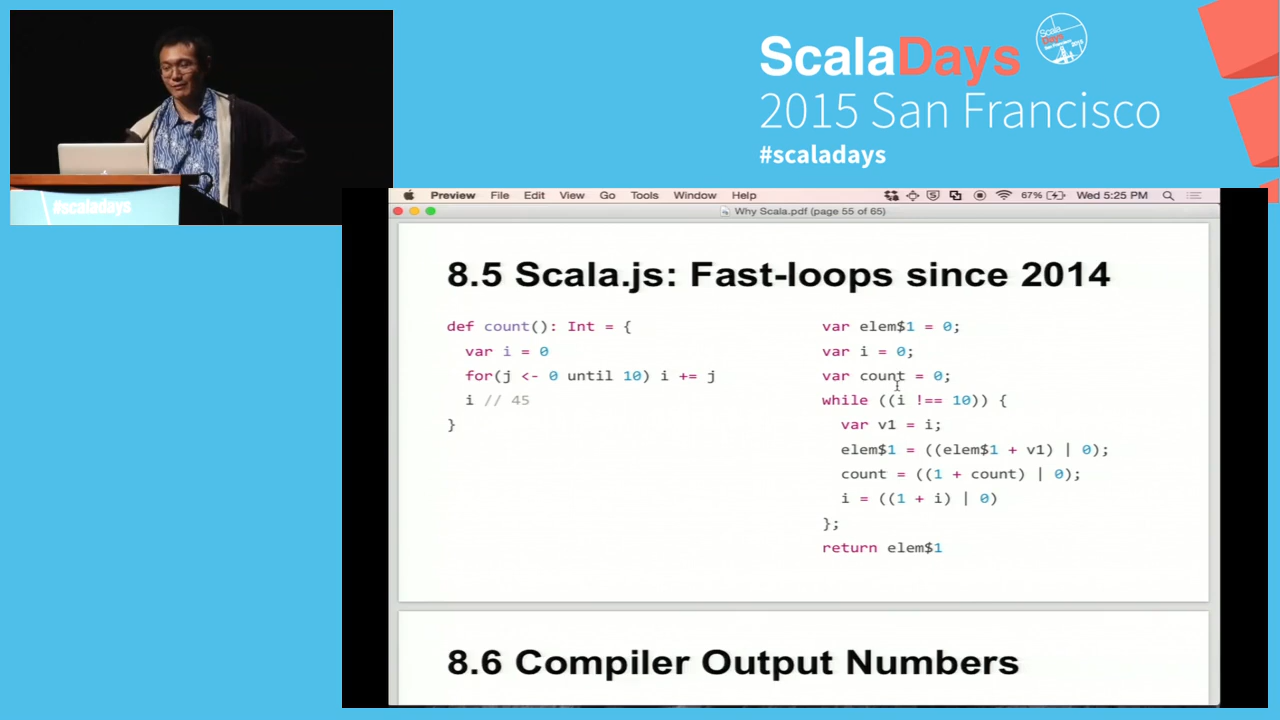 ScalaDays
2015 San Francisco
#scaladays
#scaladays
Preview File Edit View Go Tools Window Help 67% Wed 5:25 PM
Why Scala.pdf (page 55 of 65)
8.5 Scala.js: Fast-loops since 2014
def count(): Int = {
var i = 0
for(j <- 0 until 10) i += j
i // 45
}
var elem$1 = 0;
var i = 0;
var count = 0;
while ((i !== 10)) {
var v1 = i;
elem$1 = ((elem$1 + v1) | 0);
count = ((1 + count) | 0);
i = ((1 + i) | 0)
};
return elem$1
8.6 Compiler Output Numbers